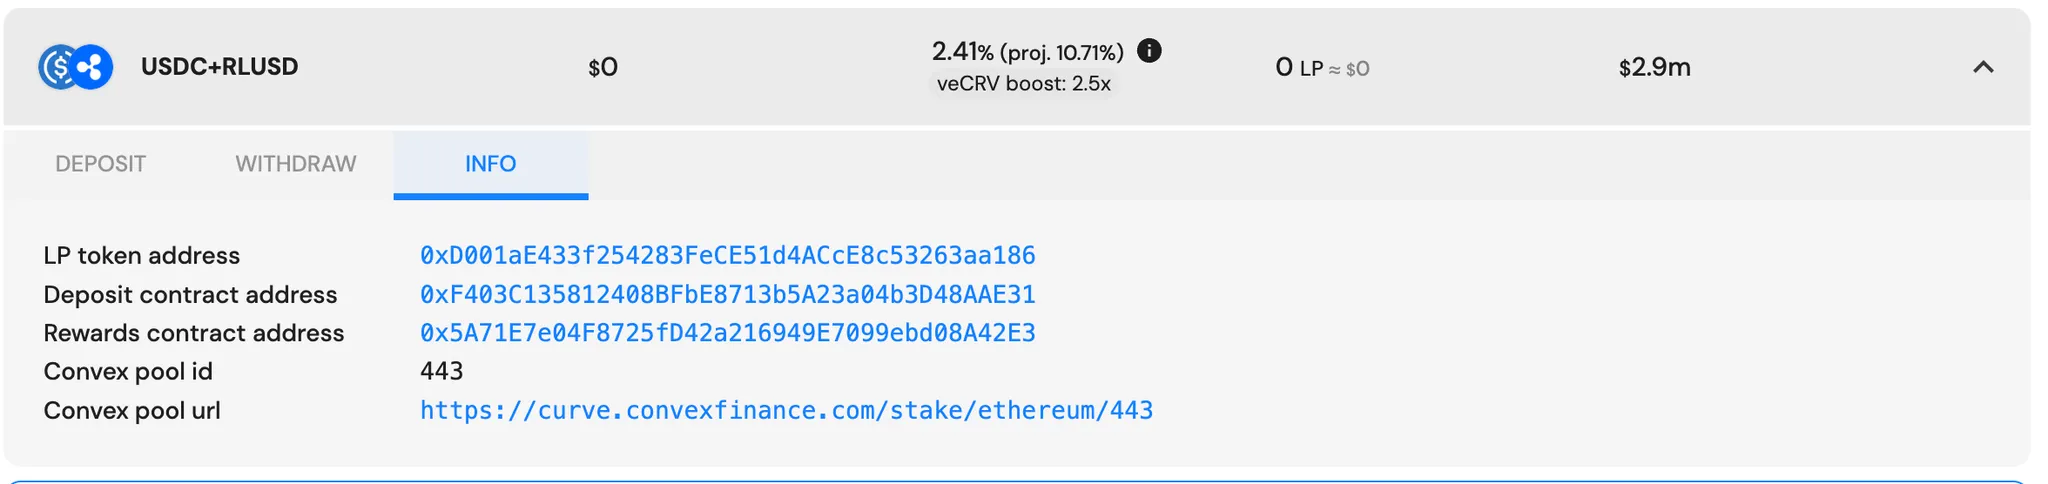 USDC+RLUSD $0 2.41% (proj. 10.71%) i 0 LP ≈ $0 $2.9m
veCRV boost: 2.5x
DEPOSIT WITHDRAW INFO
LP token address 0xD001aE433f254283FeCE51d4ACcE8c53263aa186
Deposit contract address 0xF403C135812408BFbE8713b5A23a04b3D48AAE31
Rewards contract address 0x5A71E7e04F8725fD42a216949E7099ebd08A42E3
Convex pool id 443
Convex pool url https://curve.convexfinance.com/stake/ethereum/443